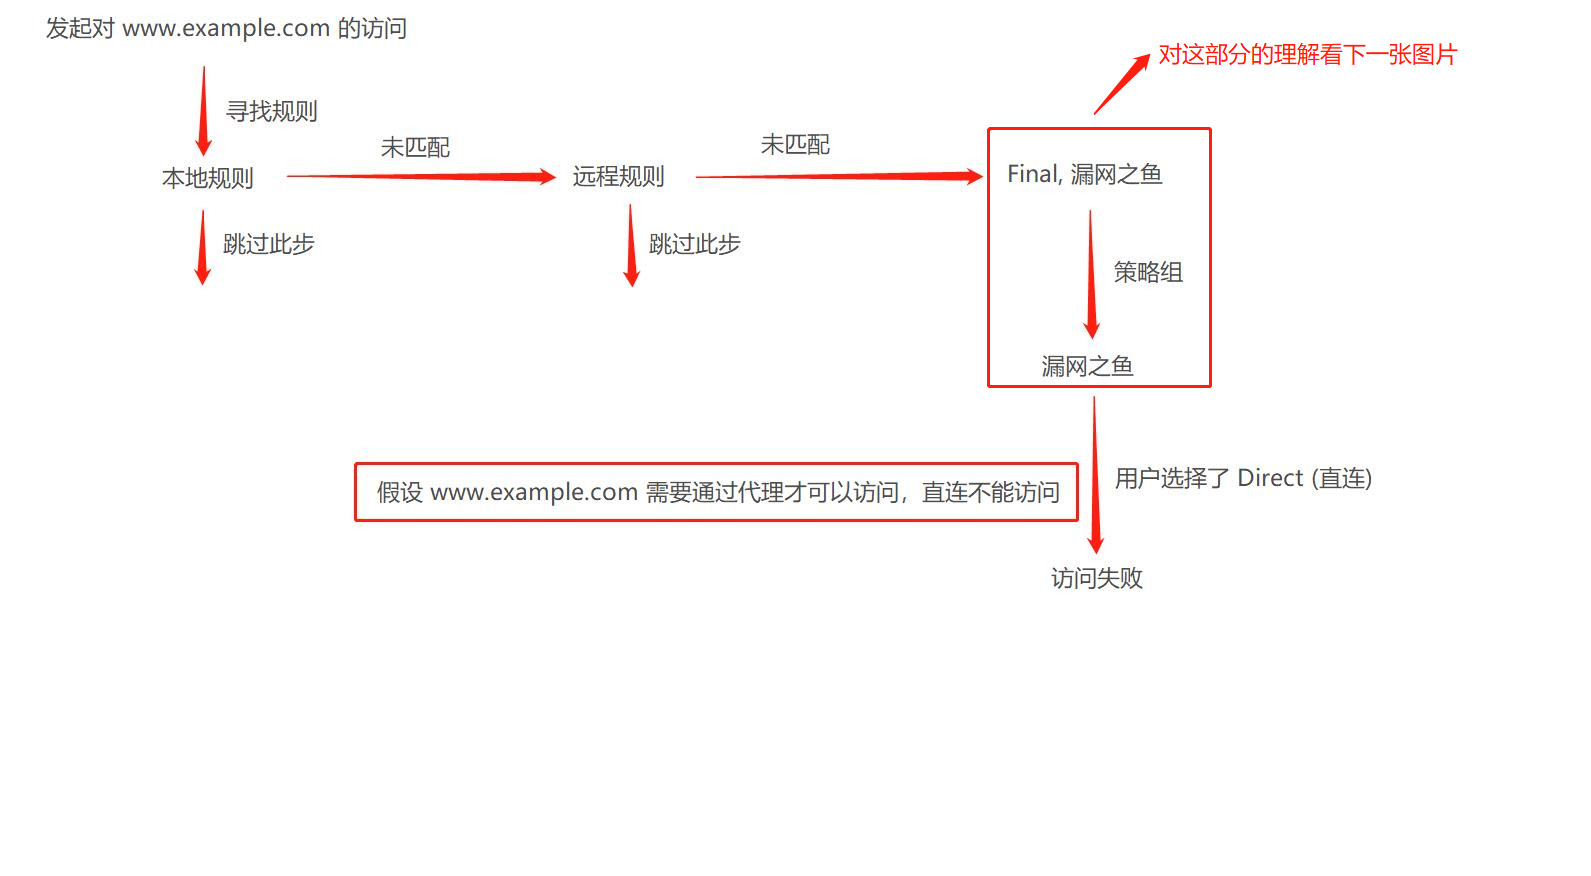 发起对 www.example.com 的访问
对这部分的理解看下一张图片
寻找规则
未匹配
未匹配
本地规则
远程规则
Final, 漏网之鱼
跳过此步
跳过此步
策略组
漏网之鱼
用户选择了 Direct (直连)
假设 www.example.com 需要通过代理才可以访问，直连不能访问
访问失败